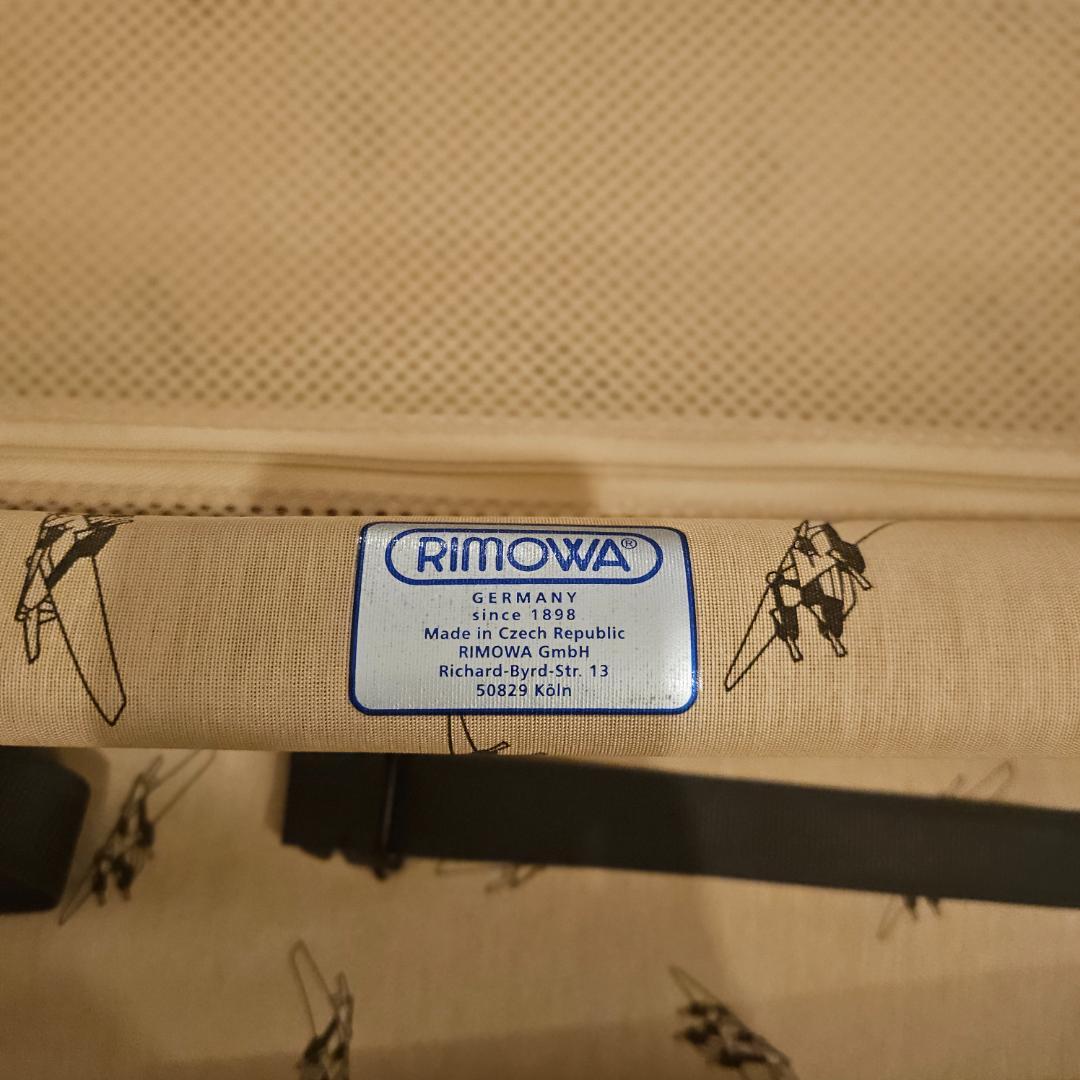 RIMOWA®
GERMANY
since 1898
Made in Czech Republic
RIMOWA GmbH
Richard-Byrd-Str. 13
50829 Köln